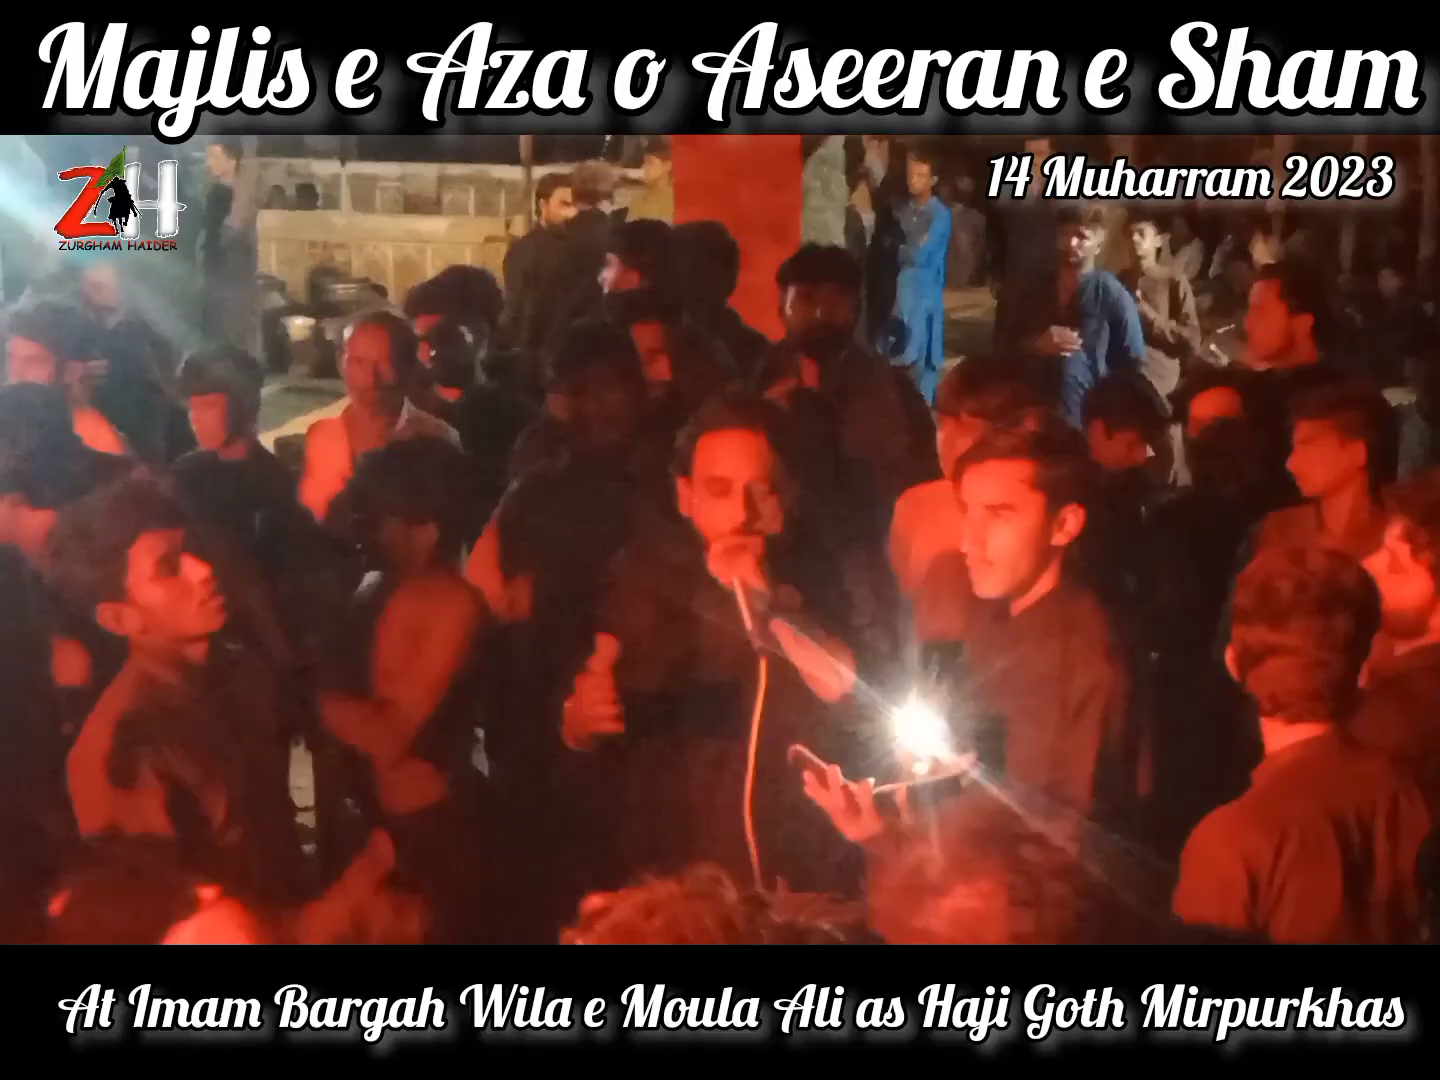 Majlis e Aza o Aseeran e Sham
14 Muharram 2023
ZH
ZURGHAM HAIDER
At Imam Bargah Wila e Moula Ali as Haji Goth Mirpurkhas